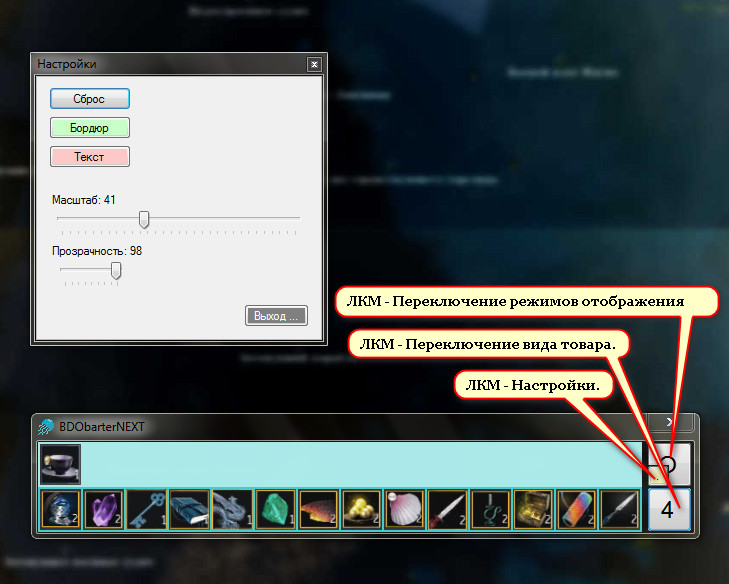 Настройки
Сброс
Бордюр
Текст
Масштаб: 41
Прозрачность: 98
Выход ...
ЛКМ - Переключение режимов отображения
ЛКМ - Переключение вида товара.
ЛКМ - Настройки.
BDObarterNEXT
2 2 1 1 1 1 2 2 2 2 2 2 2 2
4